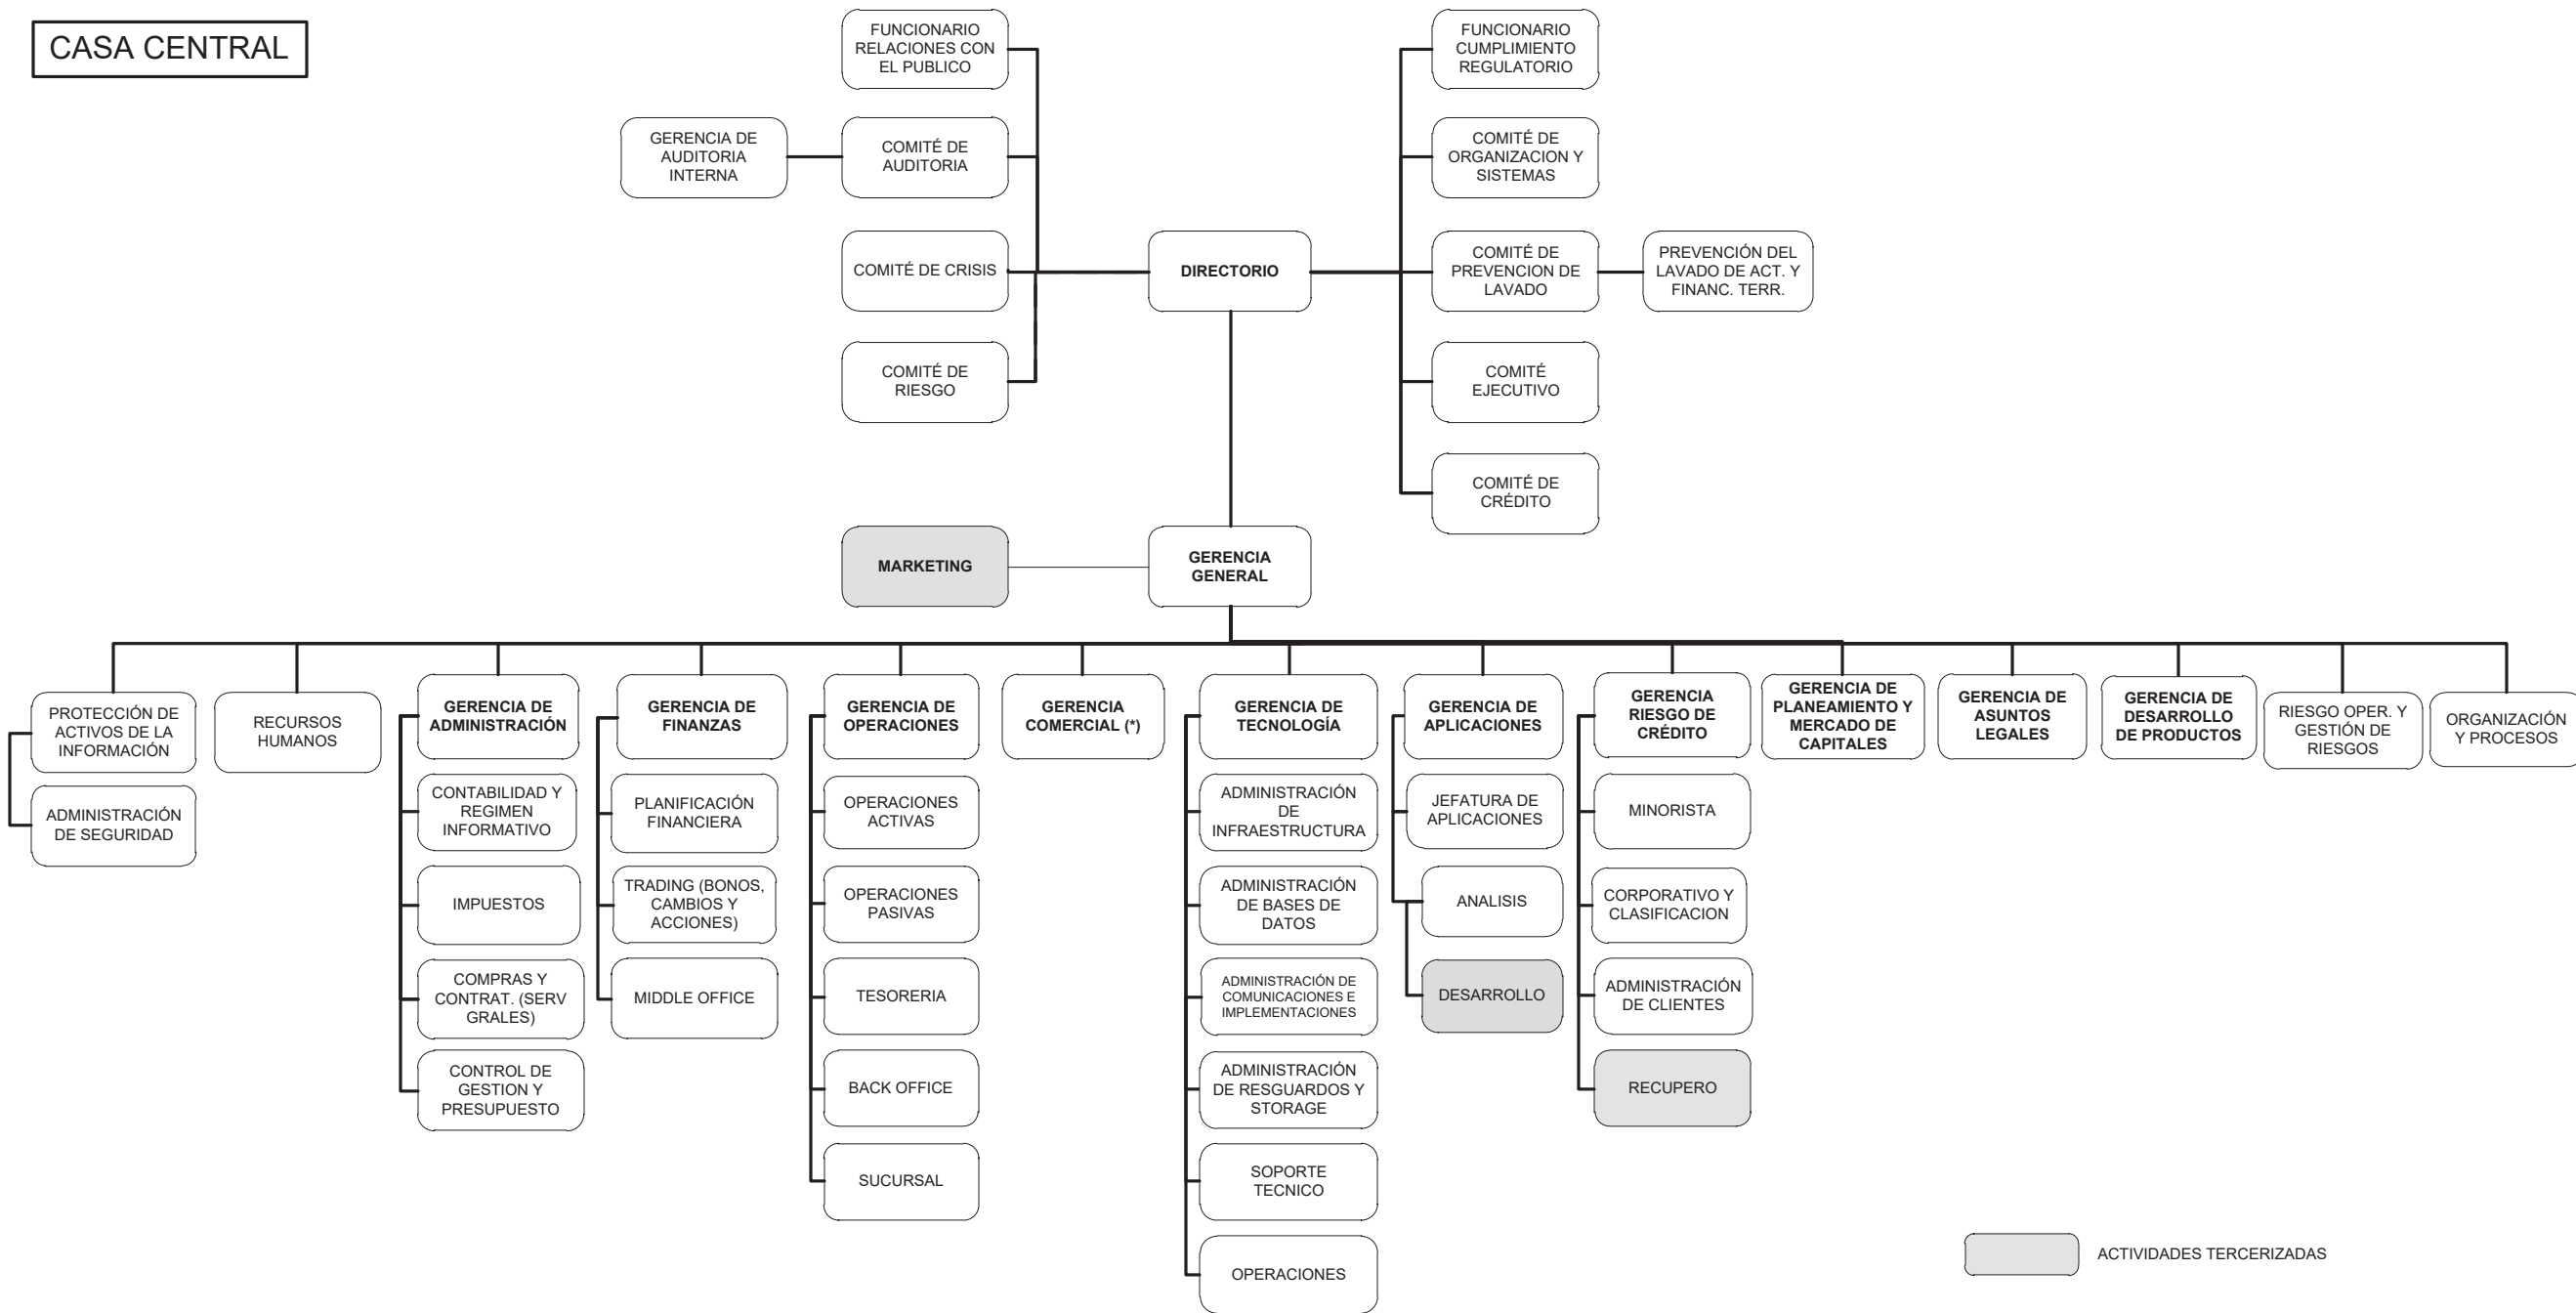 CASA CENTRAL
FUNCIONARIO
RELACIONES CON
EL PUBLICO
FUNCIONARIO
CUMPLIMIENTO
REGULATORIO
GERENCIA DE
AUDITORIA
INTERNA
COMITÉ DE
AUDITORIA
COMITÉ DE
ORGANIZACION Y
SISTEMAS
COMITÉ DE CRISIS
DIRECTORIO
COMITÉ DE
PREVENCION DE
LAVADO
PREVENCIÓN DEL
LAVADO DE ACT. Y
FINANC. TERR.
COMITÉ DE
RIESGO
COMITÉ
EJECUTIVO
COMITÉ DE
CRÉDITO
MARKETING
GERENCIA
GENERAL
PROTECCIÓN DE
ACTIVOS DE LA
INFORMACIÓN
RECURSOS
HUMANOS
GERENCIA DE
ADMINISTRACIÓN
GERENCIA DE
FINANZAS
GERENCIA DE
OPERACIONES
GERENCIA
COMERCIAL (*)
GERENCIA DE
TECNOLOGÍA
GERENCIA DE
APLICACIONES
GERENCIA
RIESGO DE
CRÉDITO
GERENCIA DE
PLANEAMIENTO Y
MERCADO DE
CAPITALES
GERENCIA DE
ASUNTOS
LEGALES
GERENCIA DE
DESARROLLO
DE PRODUCTOS
RIESGO OPER. Y
GESTIÓN DE
RIESGOS
ORGANIZACIÓN
Y PROCESOS
ADMINISTRACIÓN
DE SEGURIDAD
CONTABILIDAD Y
REGIMEN
INFORMATIVO
PLANIFICACIÓN
FINANCIERA
OPERACIONES
ACTIVAS
ADMINISTRACIÓN
DE
INFRAESTRUCTURA
JEFATURA DE
APLICACIONES
MINORISTA
IMPUESTOS
TRADING (BONOS,
CAMBIOS Y
ACCIONES)
OPERACIONES
PASIVAS
ADMINISTRACIÓN
DE BASES DE
DATOS
ANALISIS
CORPORATIVO Y
CLASIFICACION
COMPRAS Y
CONTRAT. (SERV
GRALES)
MIDDLE OFFICE
TESORERIA
ADMINISTRACIÓN DE
COMUNICACIONES E
IMPLEMENTACIONES
DESARROLLO
ADMINISTRACIÓN
DE CLIENTES
CONTROL DE
GESTION Y
PRESUPUESTO
BACK OFFICE
ADMINISTRACIÓN
DE RESGUARDOS Y
STORAGE
RECUPERO
SUCURSAL
SOPORTE
TECNICO
OPERACIONES
ACTIVIDADES TERCERIZADAS